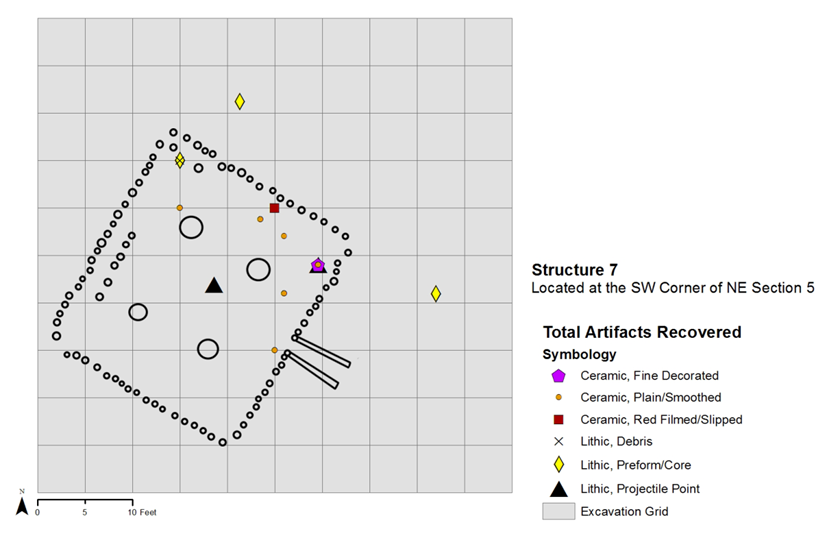 Structure 7
Located at the SW Corner of NE Section 5
Total Artifacts Recovered
Symbology
Ceramic, Fine Decorated
Ceramic, Plain/Smoothed
Ceramic, Red Filmed/Slipped
Lithic, Debris
Lithic, Preform/Core
Lithic, Projectile Point
Excavation Grid
N
0 5 10 Feet